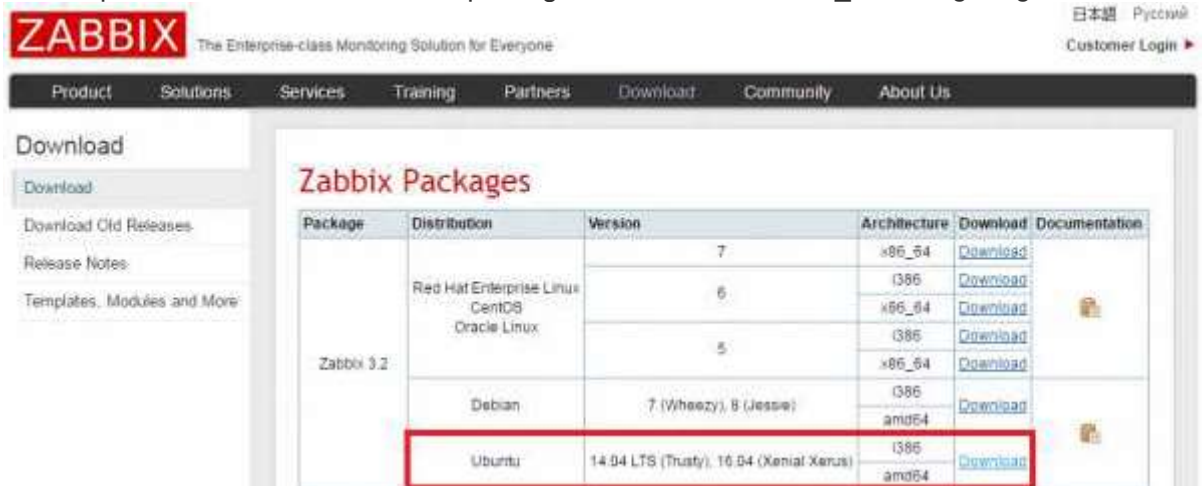 ZABBIX The Enterprise-class Monitoring Solution for Everyone
日本語 Русский
Customer Login
Product Solutions Services Training Partners Download Community About Us
Download
Download
Download Old Releases
Release Notes
Templates, Modules and More
Zabbix Packages
Package Distribution Version Architecture Download Documentation
Zabbix 3.2
Red Hat Enterprise Linux
CentOS
Oracle Linux
7 x86_64 Download
6 i386 Download
x86_64 Download
5 i386 Download
x86_64 Download
Debian 7 (Wheezy), 8 (Jessie) i386 Download
amd64
Ubuntu 14.04 LTS (Trusty), 16.04 (Xenial Xerus) i386 Download
amd64